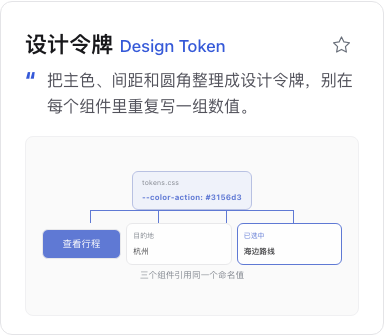 设计令牌 Design Token
“ 把主色、间距和圆角整理成设计令牌，别在
每个组件里重复写一组数值。
tokens.css
--color-action: #3156d3
查看行程
目的地
杭州
已选中
海边路线
三个组件引用同一个命名值